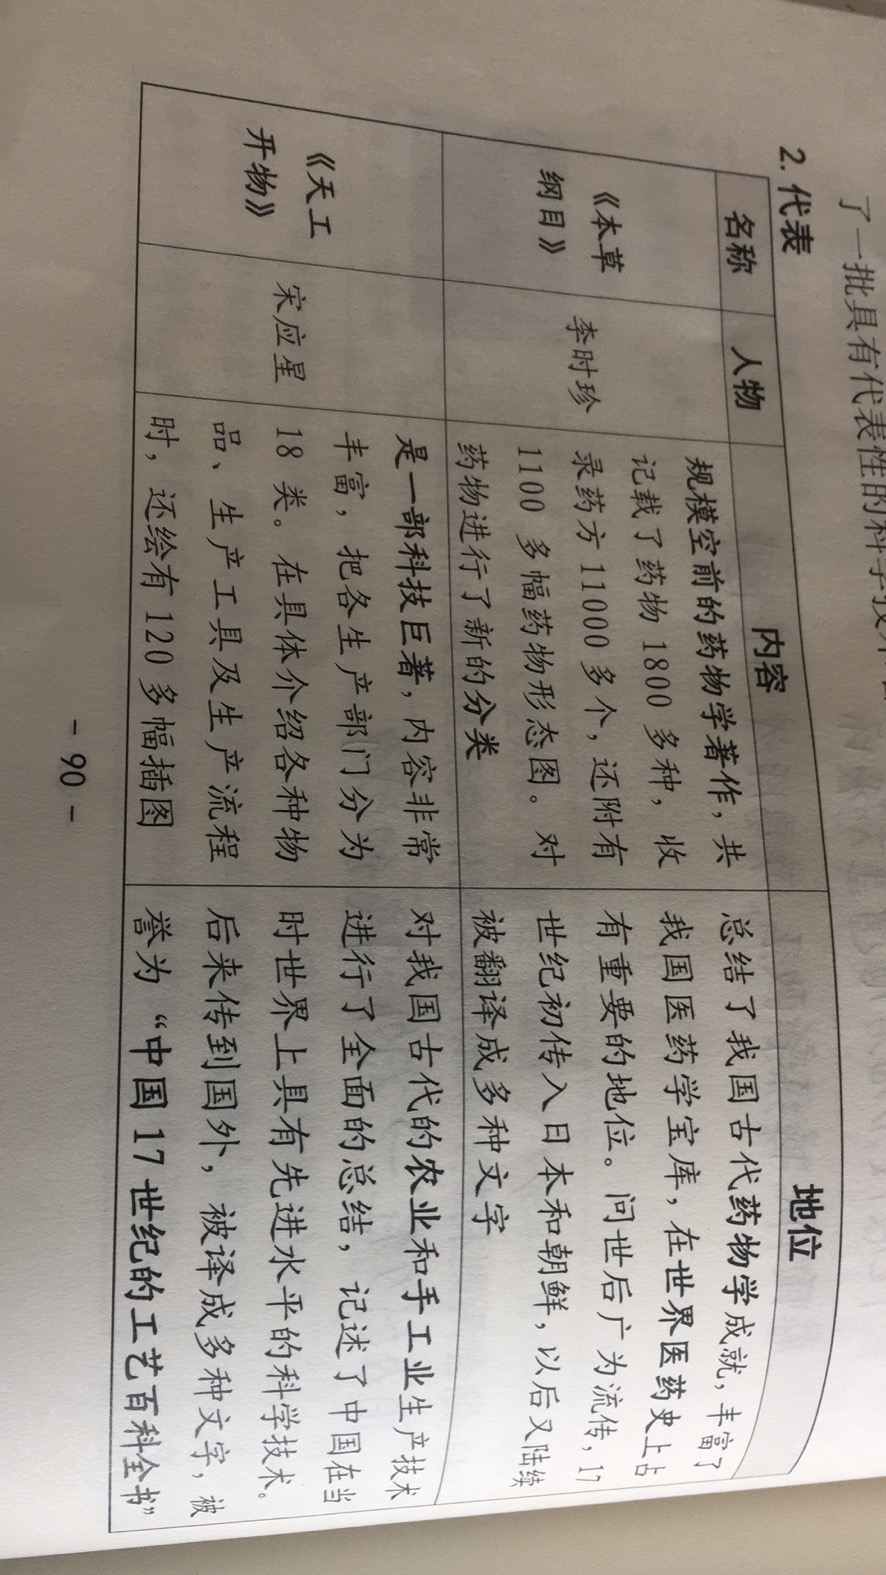 了一批具有代表性的科学技术
2. 代表
名称
人物
内容
地位
《本草
纲目》
李时珍
规模空前的药物学著作，共
记载了药物 1800 多种，收
录药方 11000 多个，还附有
1100 多幅药物形态图。对
药物进行了新的分类
总结了我国古代药物学成就，丰富了
我国医药学宝库，在世界医药史上占
有重要的地位。问世后广为流传，17
世纪初传入日本和朝鲜，以后又陆续
被翻译成多种文字
《天工
开物》
宋应星
是一部科技巨著，内容非常
丰富，把各生产部门分为
18 类。在具体介绍各种物
品、生产工具及生产流程
时，还绘有 120 多幅插图
对我国古代的农业和手工业生产技术
进行了全面的总结，记述了中国在当
时世界上具有先进水平的科学技术。
后来传到国外，被译成多种文字，被
誉为“中国 17 世纪的工艺百科全书”
- 90 -